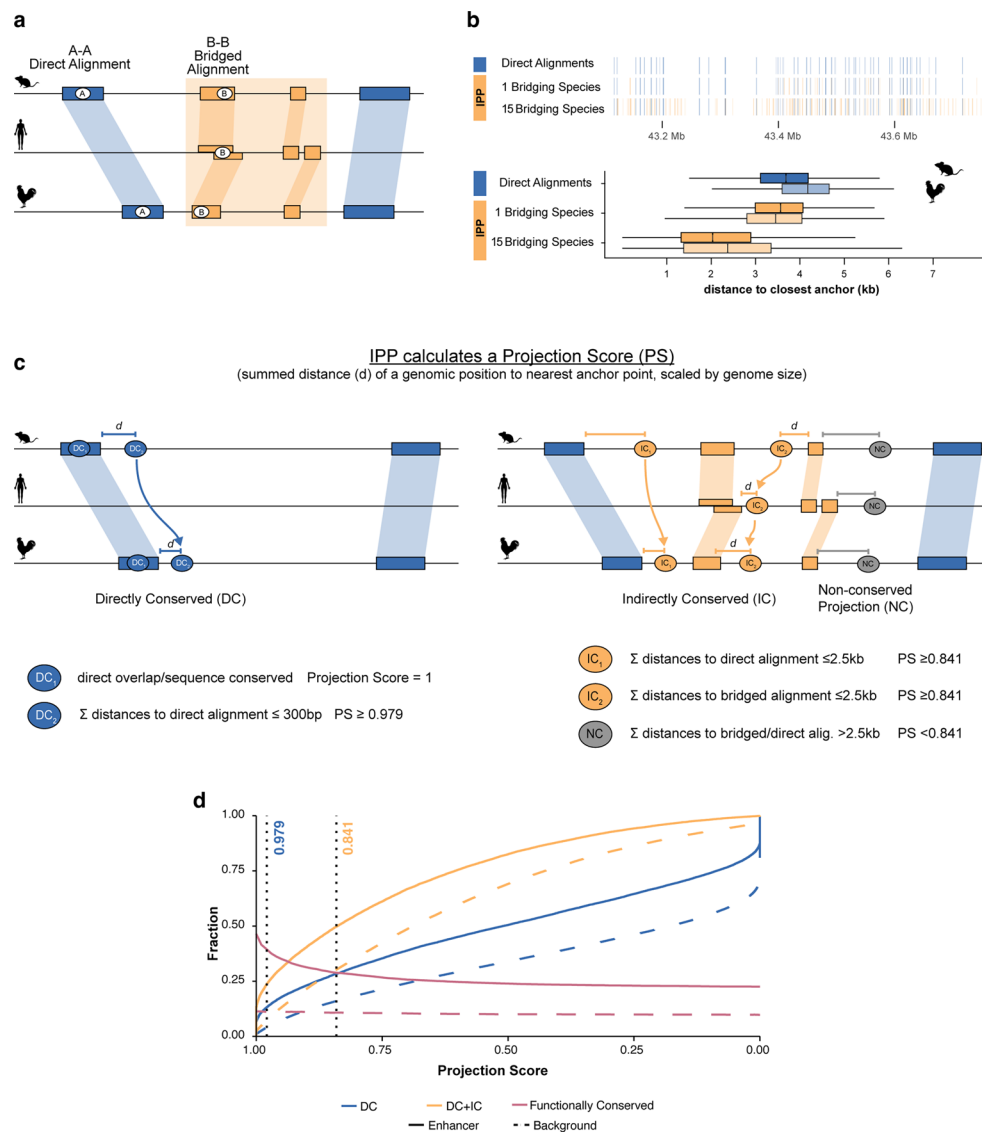 a
A-A
Direct Alignment
B-B
Bridged
Alignment
A
B
B
A
B
b
Direct Alignments
IPP
1 Bridging Species
15 Bridging Species
43.2 Mb
43.4 Mb
43.6 Mb
Direct Alignments
IPP
1 Bridging Species
15 Bridging Species
1
2
3
4
5
6
7
distance to closest anchor (kb)
IPP calculates a Projection Score (PS)
c
(summed distance (d) of a genomic position to nearest anchor point, scaled by genome size)
d
DC1
DC2
d
DC1
DC2
Directly Conserved (DC)
d
IC1
IC2
NC
d
IC2
NC
d
IC1
IC2
NC
Indirectly Conserved (IC)
Non-conserved
Projection (NC)
DC1 direct overlap/sequence conserved Projection Score = 1
DC2 Σ distances to direct alignment ≤ 300bp PS ≥ 0.979
IC1 Σ distances to direct alignment ≤2.5kb PS ≥0.841
IC2 Σ distances to bridged alignment ≤2.5kb PS ≥0.841
NC Σ distances to bridged/direct alig. >2.5kb PS <0.841
d
1.00
0.75
0.50
0.25
0.00
Fraction
0.979
0.841
1.00
0.75
0.50
0.25
0.00
Projection Score
DC
DC+IC
Functionally Conserved
Enhancer
Background